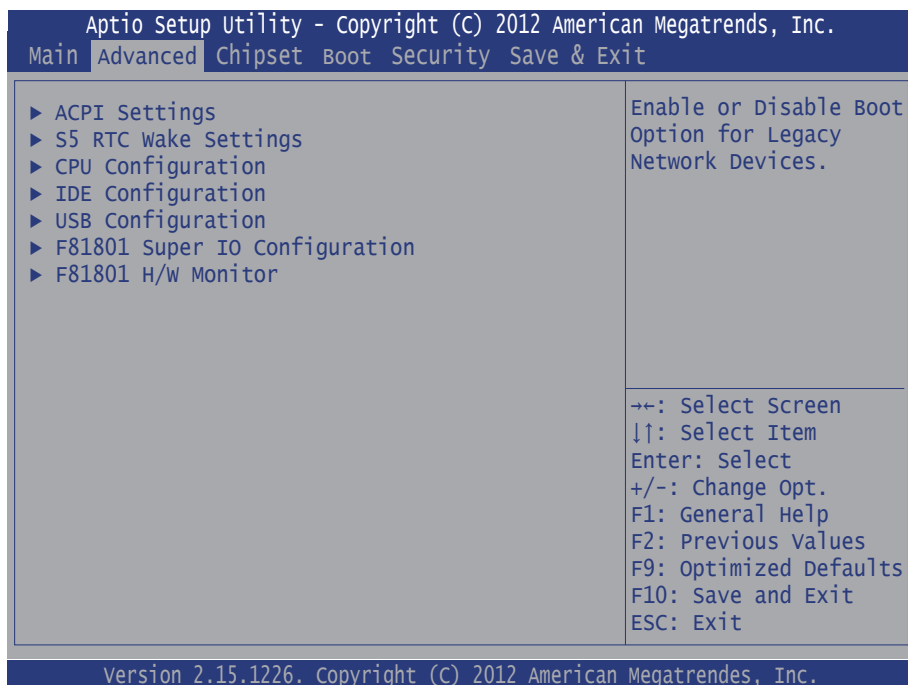 Aptio Setup Utility - Copyright (C) 2012 American Megatrends, Inc.
Main Advanced Chipset Boot Security Save & Exit
▶ ACPI Settings
▶ S5 RTC Wake Settings
▶ CPU Configuration
▶ IDE Configuration
▶ USB Configuration
▶ F81801 Super IO Configuration
▶ F81801 H/W Monitor
Enable or Disable Boot
Option for Legacy
Network Devices.
→←: Select Screen
↓↑: Select Item
Enter: Select
+/-: Change Opt.
F1: General Help
F2: Previous Values
F9: Optimized Defaults
F10: Save and Exit
ESC: Exit
Version 2.15.1226. Copyright (C) 2012 American Megatrendes, Inc.